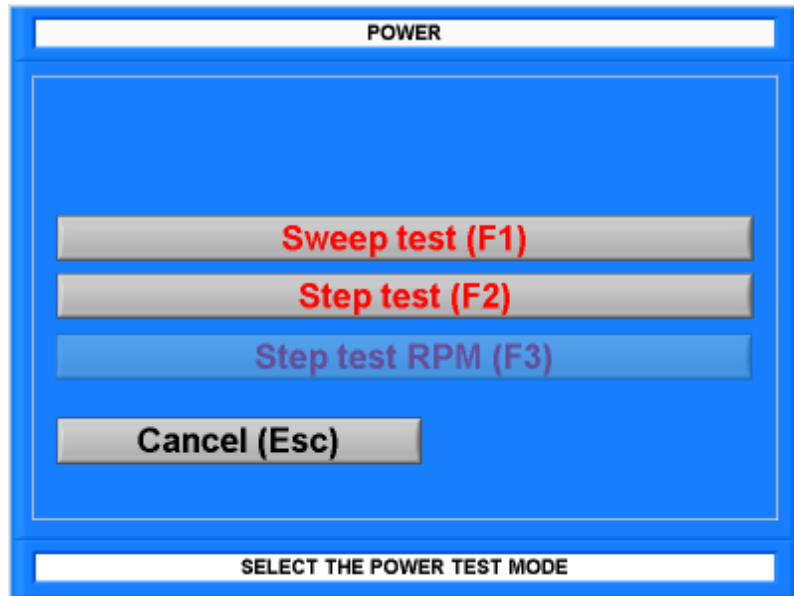 POWER
Sweep test (F1)
Step test (F2)
Step test RPM (F3)
Cancel (Esc)
SELECT THE POWER TEST MODE